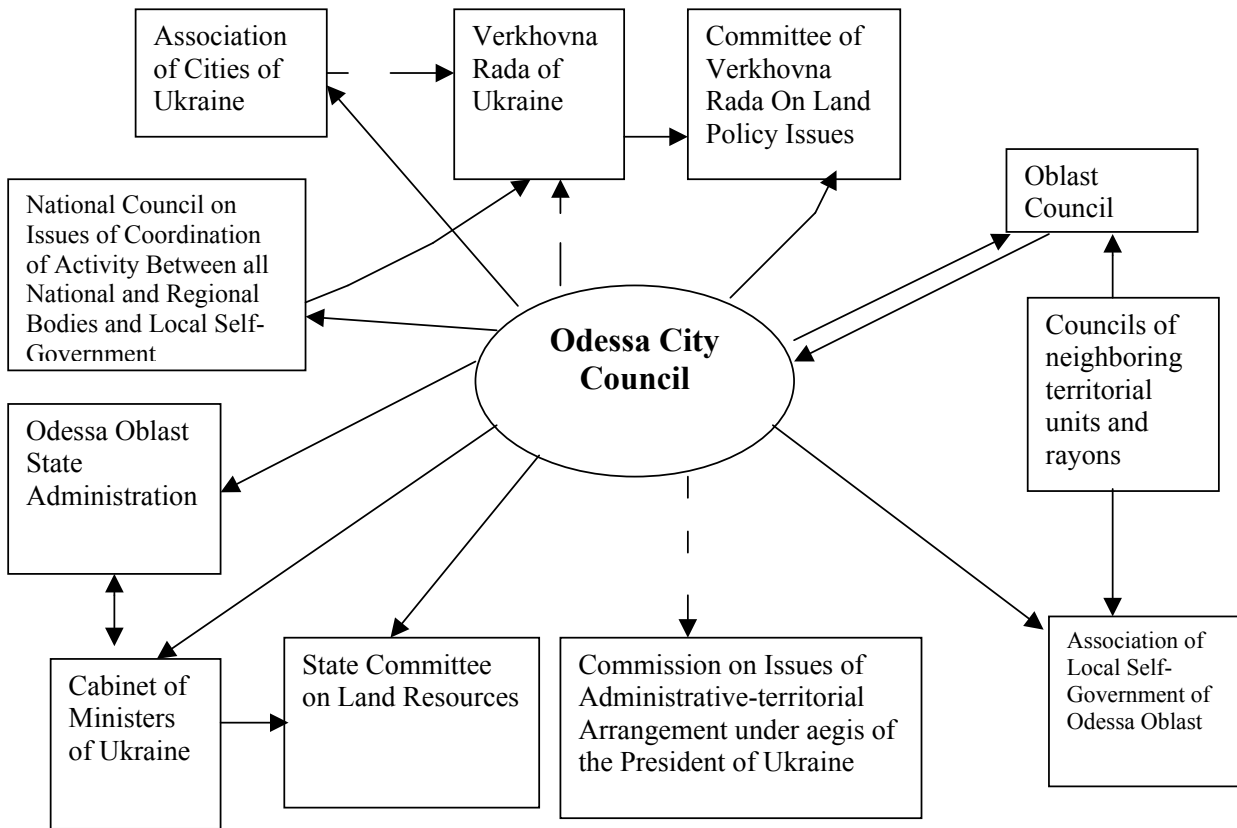 Association
of Cities of
Ukraine
Verkhovna
Rada of
Ukraine
Committee of
Verkhovna
Rada On Land
Policy Issues
Oblast
Council
National Council on
Issues of Coordination
of Activity Between all
National and Regional
Bodies and Local Self-
Government
Odessa City
Council
Councils of
neighboring
territorial
units and
rayons
Odessa Oblast
State
Administration
Cabinet of
Ministers
of Ukraine
State Committee
on Land Resources
Commission on Issues of
Administrative-territorial
Arrangement under aegis of
the President of Ukraine
Association of
Local Self-
Government of
Odessa Oblast